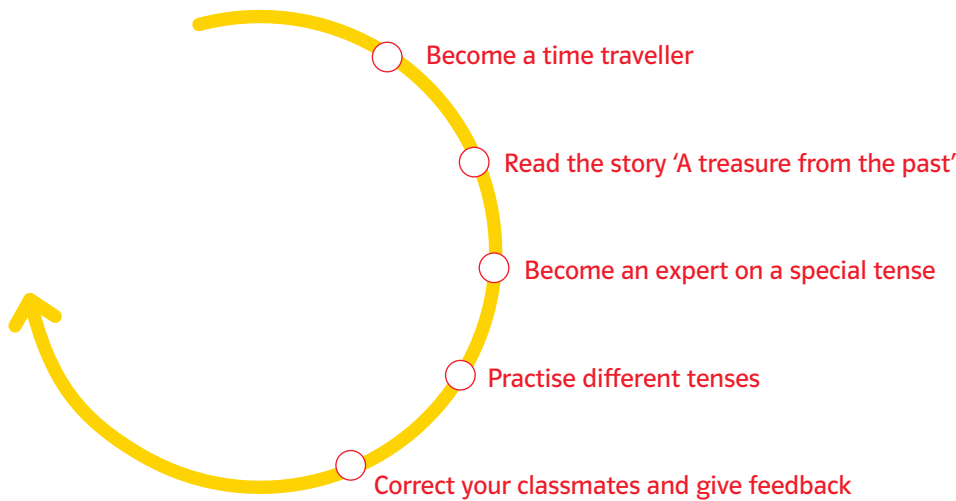 Become a time traveller
Read the story ‘A treasure from the past’
Become an expert on a special tense
Practise different tenses
Correct your classmates and give feedback